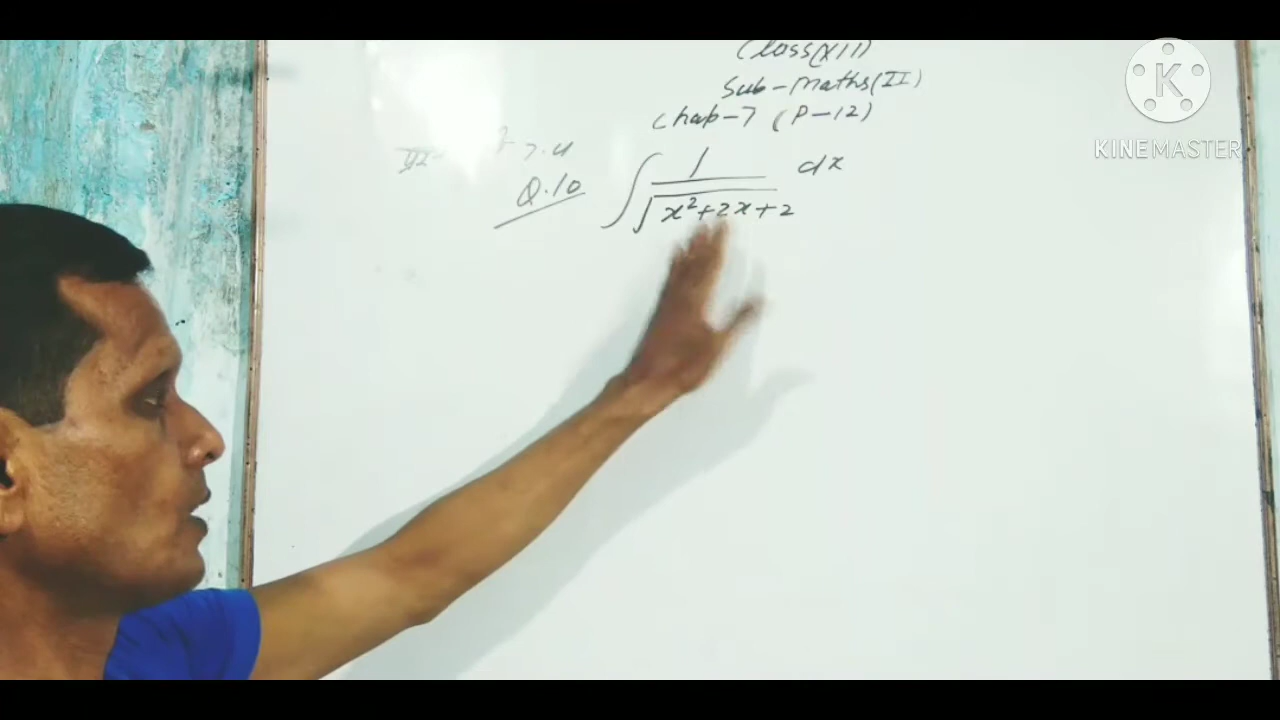 Class(XII)
Sub-Maths(II)
Chap-7 (P-12)
7.4
Q.10 ∫ 1/√(x²+2x+2) dx
KINEMASTER